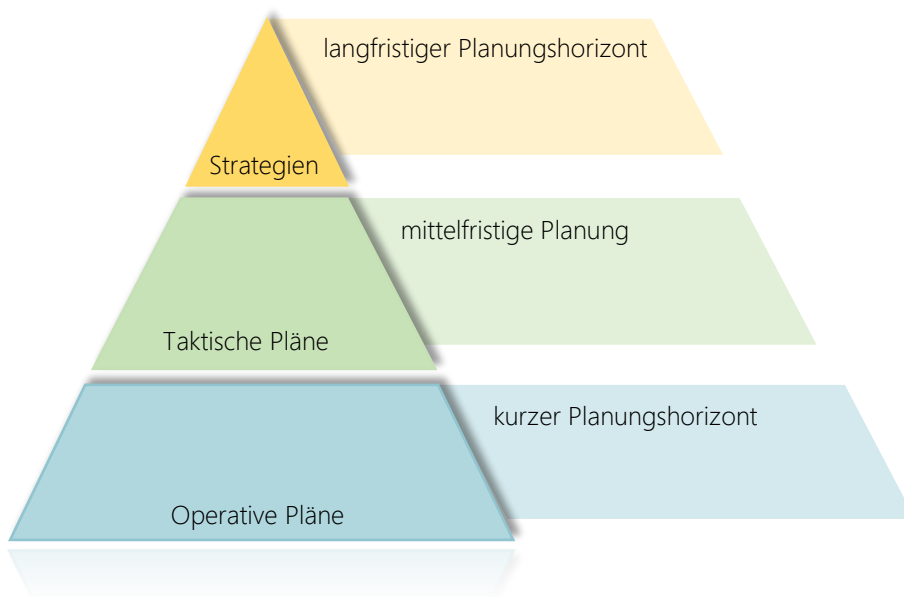 langfristiger Planungshorizont
Strategien
mittelfristige Planung
Taktische Pläne
kurzer Planungshorizont
Operative Pläne